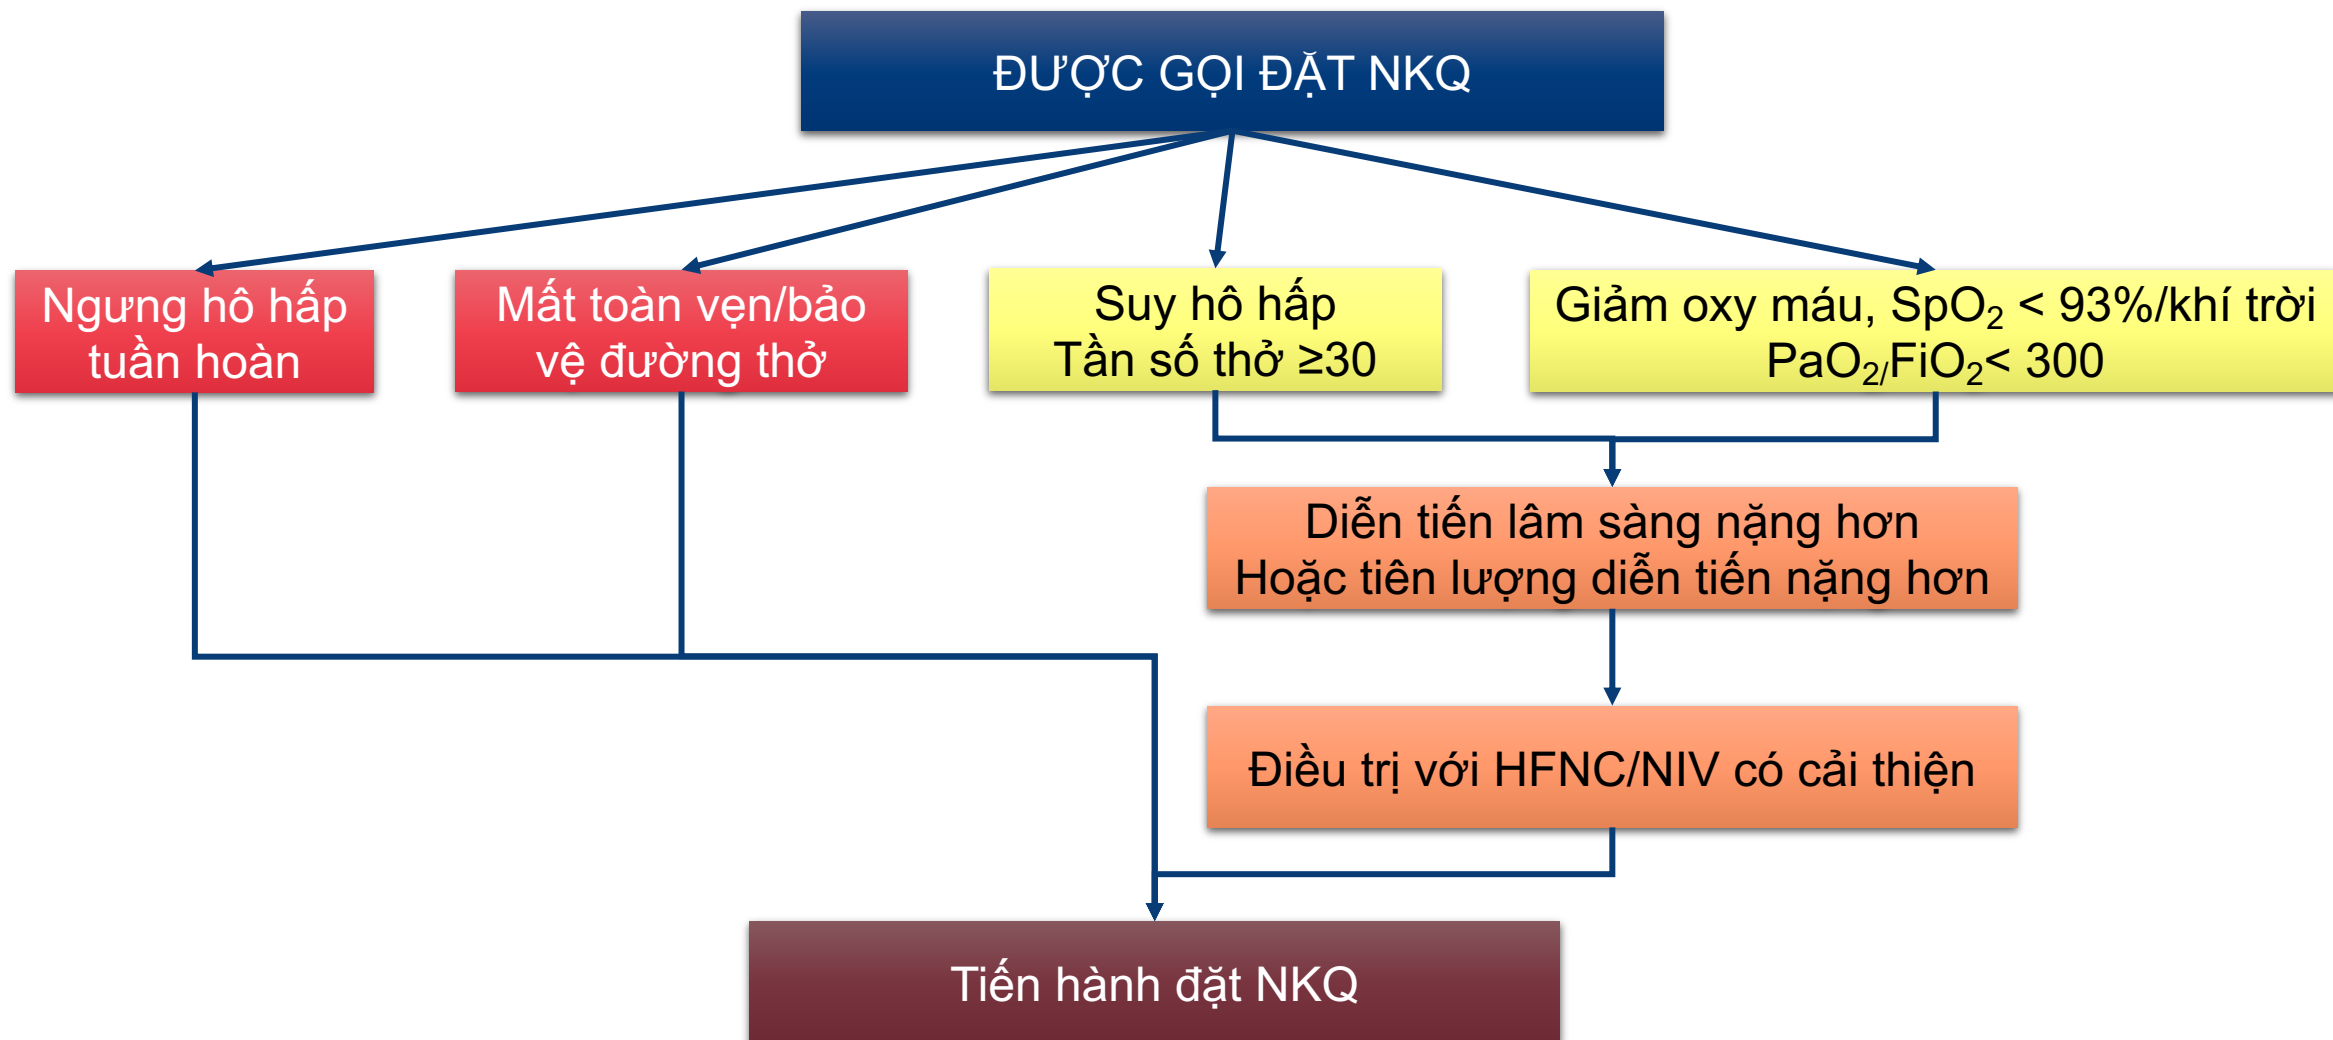 ĐƯỢC GỌI ĐẶT NKQ
Ngưng hô hấp
tuần hoàn
Mất toàn vẹn/bảo
vệ đường thở
Suy hô hấp
Tần số thở ≥30
Giảm oxy máu, SpO₂ < 93%/khí trời
PaO₂/FiO₂< 300
Diễn tiến lâm sàng nặng hơn
Hoặc tiên lượng diễn tiến nặng hơn
Điều trị với HFNC/NIV có cải thiện
Tiến hành đặt NKQ